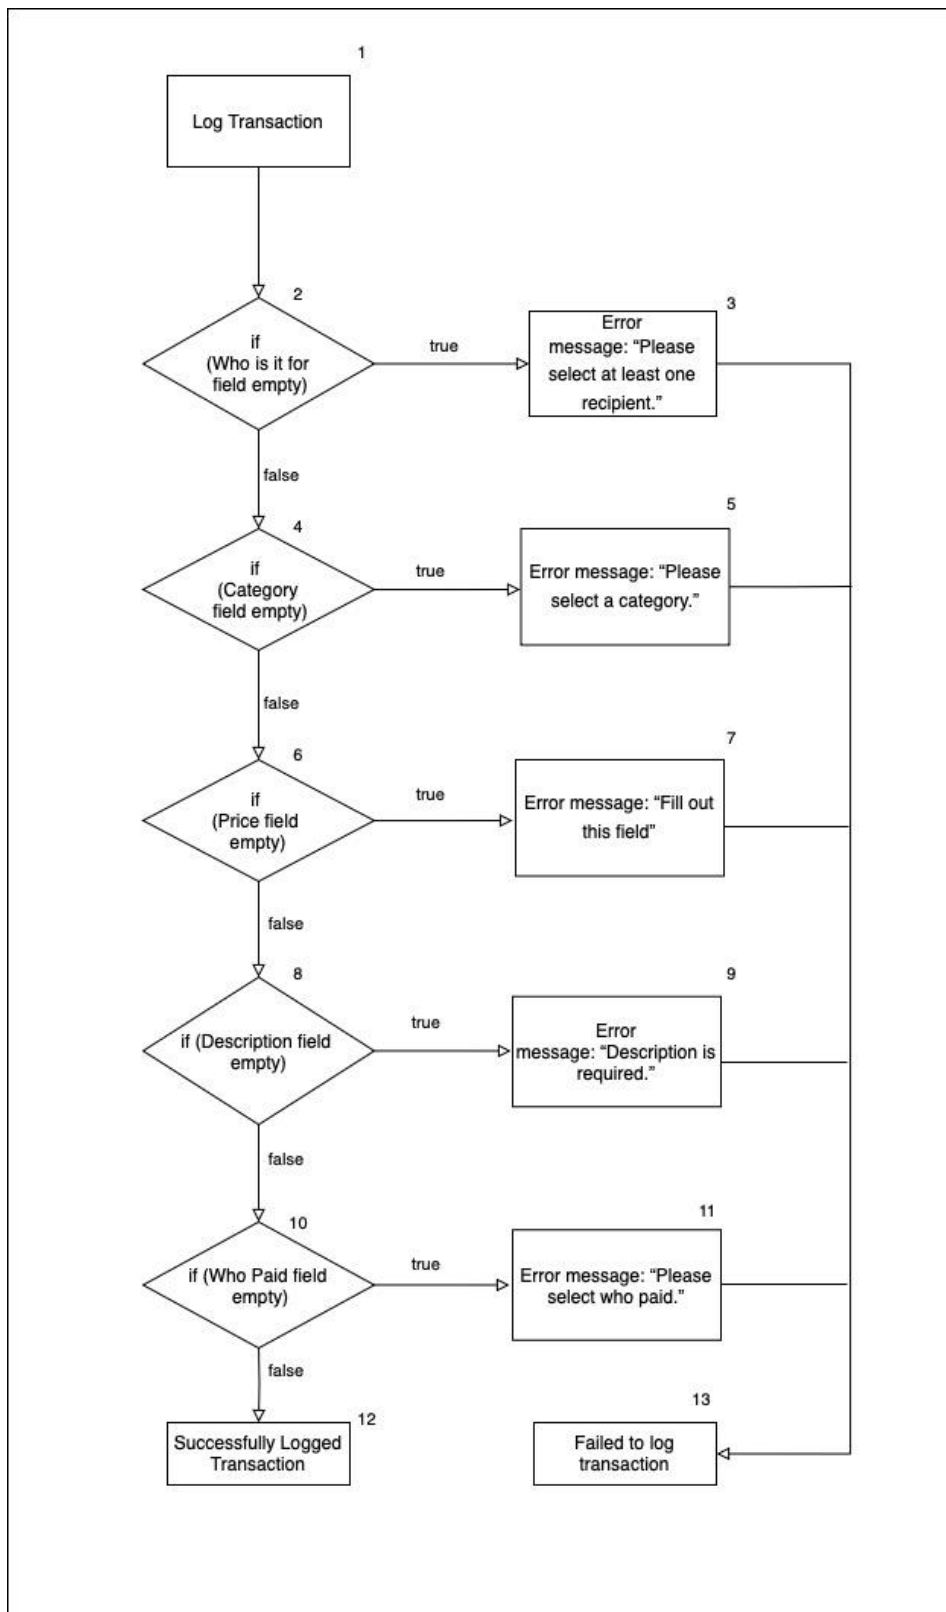 1
Log Transaction
2
if
(Who is it for
field empty)
true
3
Error
message: “Please
select at least one
recipient.”
false
4
if
(Category
field empty)
true
5
Error message: “Please
select a category.”
false
6
if
(Price field
empty)
true
7
Error message: “Fill out
this field”
false
8
if (Description field
empty)
true
9
Error
message: “Description is
required.”
false
10
if (Who Paid field
empty)
true
11
Error message: “Please
select who paid.”
false
12
Successfully Logged
Transaction
13
Failed to log
transaction